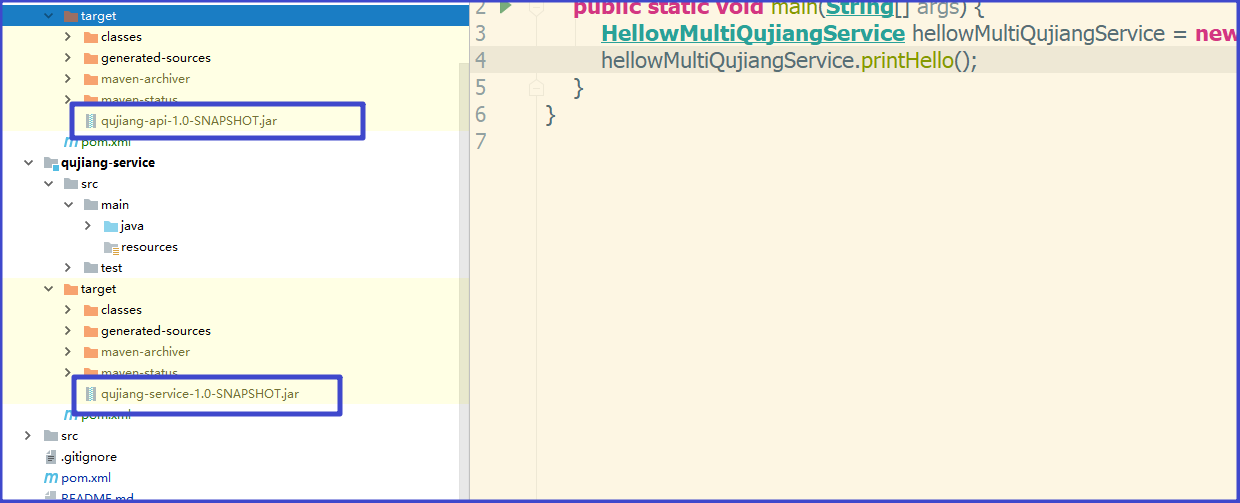 target
classes
generated-sources
maven-archiver
maven-status
qujiang-api-1.0-SNAPSHOT.jar
pom.xml
qujiang-service
src
main
java
resources
test
target
classes
generated-sources
maven-archiver
maven-status
qujiang-service-1.0-SNAPSHOT.jar
pom.xml
src
.gitignore
pom.xml
README.md
2 public static void main(String[] args) {
3 HellowMultiQujiangService hellowMultiQujiangService = new
4 hellowMultiQujiangService.printHello();
5 }
6 }
7